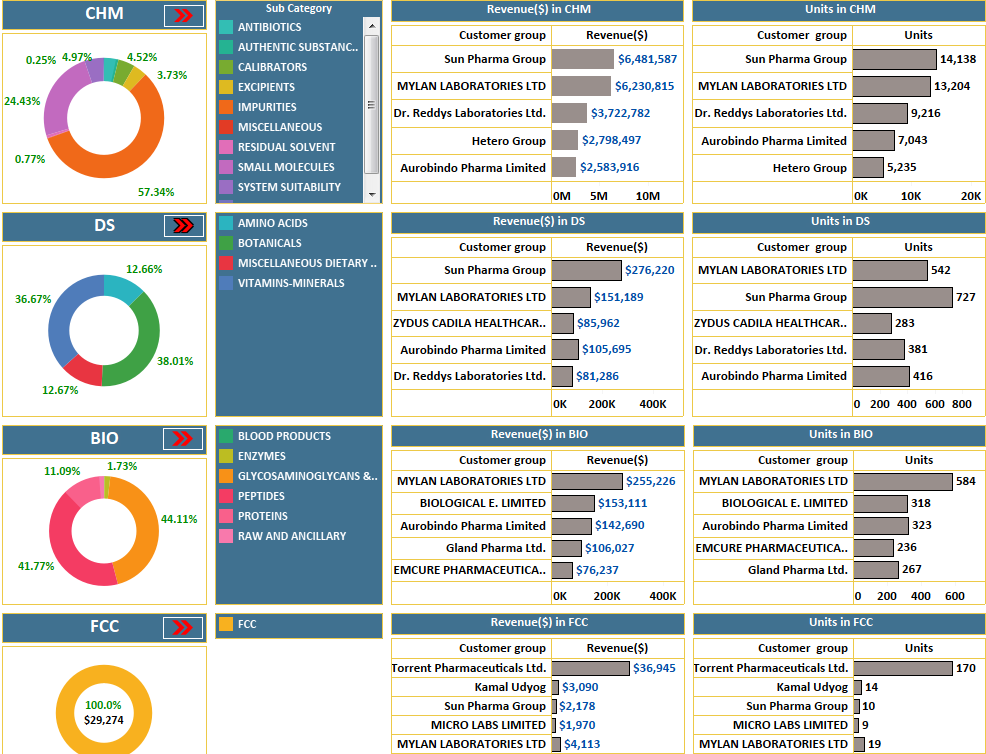 CHM
0.25% 4.97% 4.52%
3.73%
24.43%
0.77%
57.34%
Sub Category
ANTIBIOTICS
AUTHENTIC SUBSTANC..
CALIBRATORS
EXCIPIENTS
IMPURITIES
MISCELLANEOUS
RESIDUAL SOLVENT
SMALL MOLECULES
SYSTEM SUITABILITY
Revenue($) in CHM
Customer group Revenue($)
Sun Pharma Group $6,481,587
MYLAN LABORATORIES LTD $6,230,815
Dr. Reddys Laboratories Ltd. $3,722,782
Hetero Group $2,798,497
Aurobindo Pharma Limited $2,583,916
0M 5M 10M
Units in CHM
Customer group Units
Sun Pharma Group 14,138
MYLAN LABORATORIES LTD 13,204
Dr. Reddys Laboratories Ltd. 9,216
Aurobindo Pharma Limited 7,043
Hetero Group 5,235
0K 10K 20K
DS
12.66%
36.67%
38.01%
12.67%
AMINO ACIDS
BOTANICALS
MISCELLANEOUS DIETARY ..
VITAMINS-MINERALS
Revenue($) in DS
Customer group Revenue($)
Sun Pharma Group $276,220
MYLAN LABORATORIES LTD $151,189
ZYDUS CADILA HEALTHCAR.. $85,962
Aurobindo Pharma Limited $105,695
Dr. Reddys Laboratories Ltd. $81,286
0K 200K 400K
Units in DS
Customer group Units
MYLAN LABORATORIES LTD 542
Sun Pharma Group 727
ZYDUS CADILA HEALTHCAR.. 283
Dr. Reddys Laboratories Ltd. 381
Aurobindo Pharma Limited 416
0 200 400 600 800
BIO
11.09% 1.73%
44.11%
41.77%
BLOOD PRODUCTS
ENZYMES
GLYCOSAMINOGLYCANS &..
PEPTIDES
PROTEINS
RAW AND ANCILLARY
Revenue($) in BIO
Customer group Revenue($)
MYLAN LABORATORIES LTD $255,226
BIOLOGICAL E. LIMITED $153,111
Aurobindo Pharma Limited $142,690
Gland Pharma Ltd. $106,027
EMCURE PHARMACEUTICA.. $76,237
0K 200K 400K
Units in BIO
Customer group Units
MYLAN LABORATORIES LTD 584
BIOLOGICAL E. LIMITED 318
Aurobindo Pharma Limited 323
EMCURE PHARMACEUTICA.. 236
Gland Pharma Ltd. 267
0 200 400 600
FCC
100.0%
$29,274
FCC
Revenue($) in FCC
Customer group Revenue($)
Torrent Pharmaceuticals Ltd. $36,945
Kamal Udyog $3,090
Sun Pharma Group $2,178
MICRO LABS LIMITED $1,970
MYLAN LABORATORIES LTD $4,113
Units in FCC
Customer group Units
Torrent Pharmaceuticals Ltd. 170
Kamal Udyog 14
Sun Pharma Group 10
MICRO LABS LIMITED 9
MYLAN LABORATORIES LTD 19